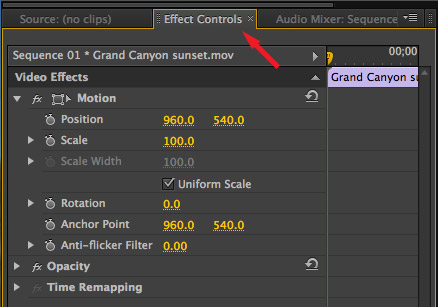 Source: (no clips) Effect Controls × Audio Mixer: Sequence
Sequence 01 * Grand Canyon sunset.mov 00;00
Video Effects Grand Canyon su
fx Motion
Position 960.0 540.0
Scale 100.0
Scale Width 100.0
Uniform Scale
Rotation 0.0
Anchor Point 960.0 540.0
Anti-flicker Filter 0.00
fx Opacity
fx Time Remapping